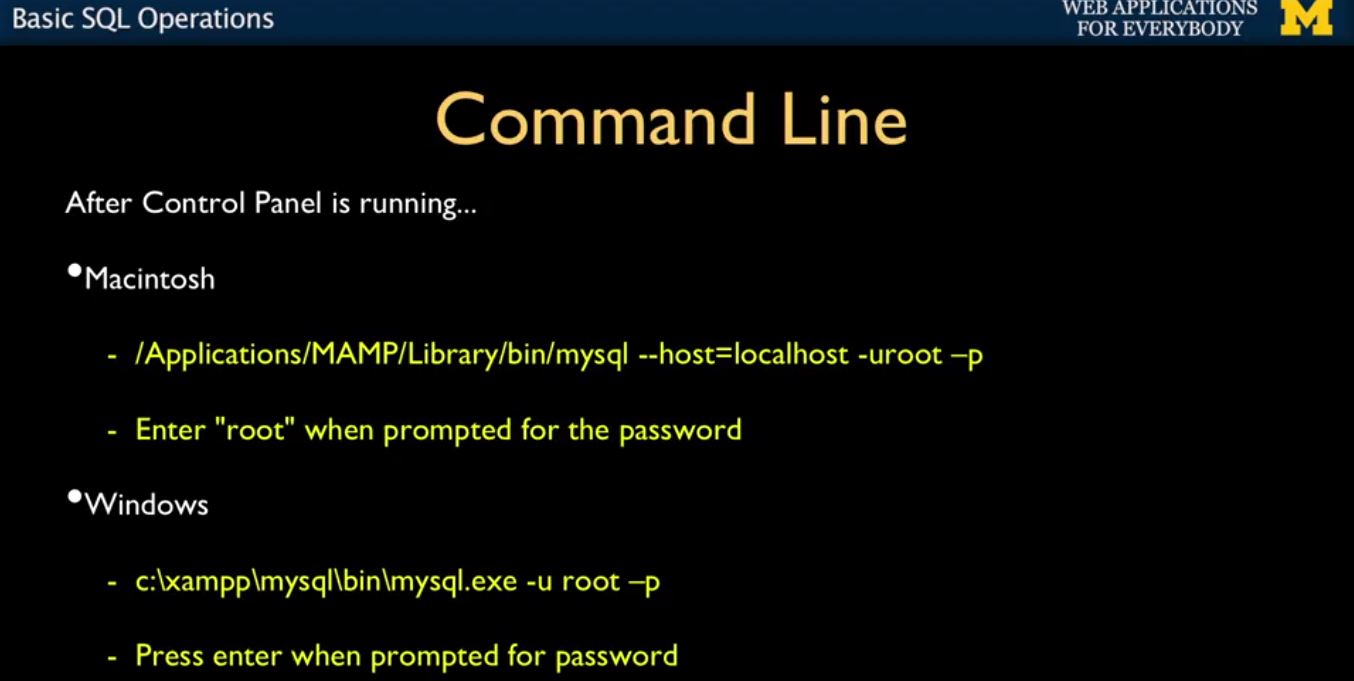 Basic SQL Operations
WEB APPLICATIONS
FOR EVERYBODY
M
Command Line
After Control Panel is running...
•Macintosh
- /Applications/MAMP/Library/bin/mysql --host=localhost -uroot –p
- Enter "root" when prompted for the password
•Windows
- c:\xampp\mysql\bin\mysql.exe -u root –p
- Press enter when prompted for password